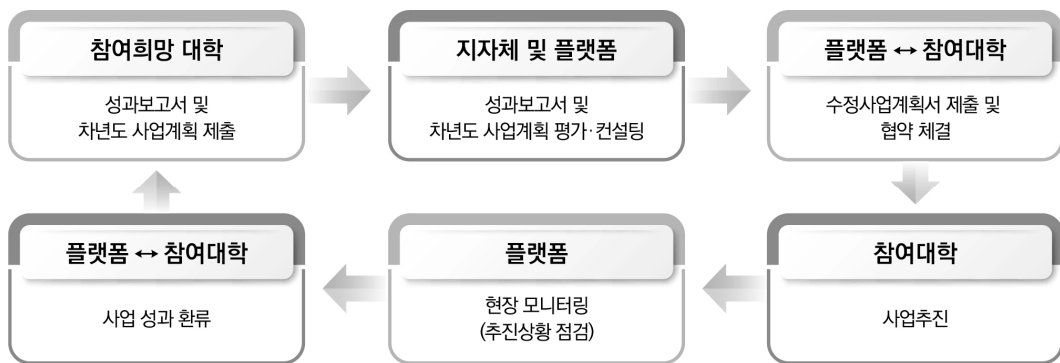 참여희망 대학
성과보고서 및
차년도 사업계획 제출
지자체 및 플랫폼
성과보고서 및
차년도 사업계획 평가·컨설팅
플랫폼 ↔ 참여대학
수정사업계획서 제출 및
협약 체결
참여대학
사업추진
플랫폼
현장 모니터링
(추진상황 점검)
플랫폼 ↔ 참여대학
사업 성과 환류